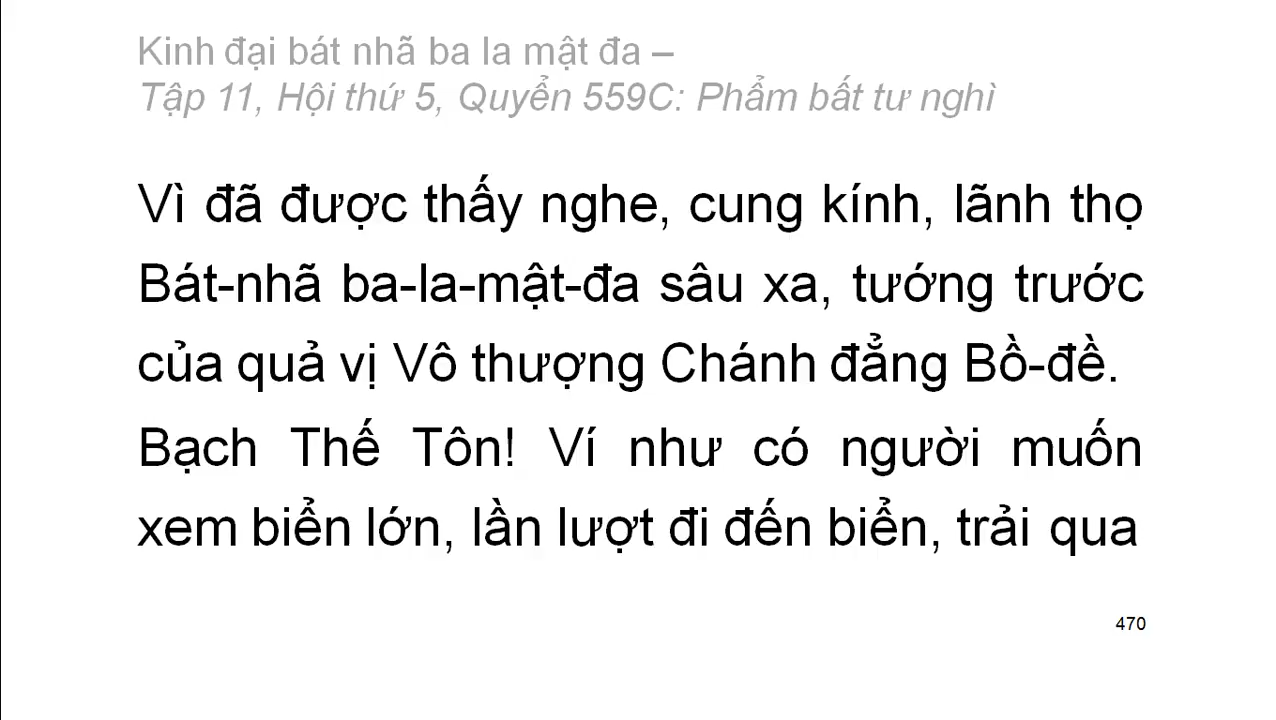 Kinh đại bát nhã ba la mật đa –
Tập 11, Hội thứ 5, Quyển 559C: Phẩm bất tư nghì
Vì đã được thấy nghe, cung kính, lãnh thọ
Bát-nhã ba-la-mật-đa sâu xa, tướng trước
của quả vị Vô thượng Chánh đẳng Bồ-đề.
Bạch Thế Tôn! Ví như có người muốn
xem biển lớn, lần lượt đi đến biển, trải qua
470